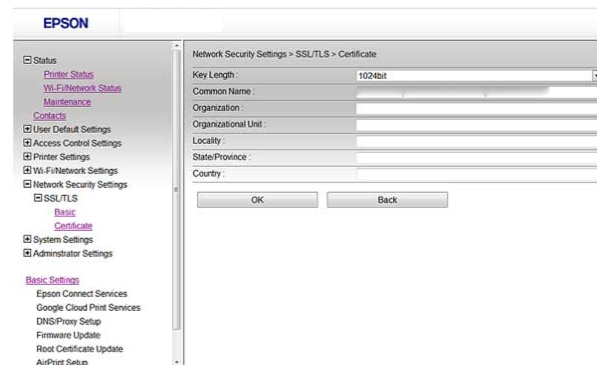 EPSON
Status
Printer Status
Wi-Fi/Network Status
Maintenance
Contacts
User Default Settings
Access Control Settings
Printer Settings
Wi-Fi/Network Settings
Network Security Settings
SSL/TLS
Basic
Certificate
System Settings
Adminstrator Settings
Basic Settings
Epson Connect Services
Google Cloud Print Services
DNS/Proxy Setup
Firmware Update
Root Certificate Update
AirPrint Setup
Network Security Settings > SSL/TLS > Certificate
Key Length : 1024bit
Common Name :
Organization :
Organizational Unit :
Locality :
State/Province :
Country :
OK Back